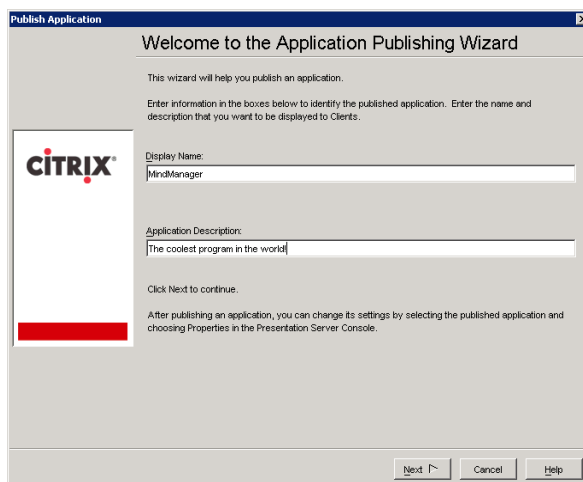 Publish Application
Welcome to the Application Publishing Wizard
This wizard will help you publish an application.
Enter information in the boxes below to identify the published application. Enter the name and
description that you want to be displayed to Clients.
CITRIX®
Display Name:
MindManager
Application Description:
The coolest program in the world!
Click Next to continue.
After publishing an application, you can change its settings by selecting the published application and
choosing Properties in the Presentation Server Console.
Next Cancel Help